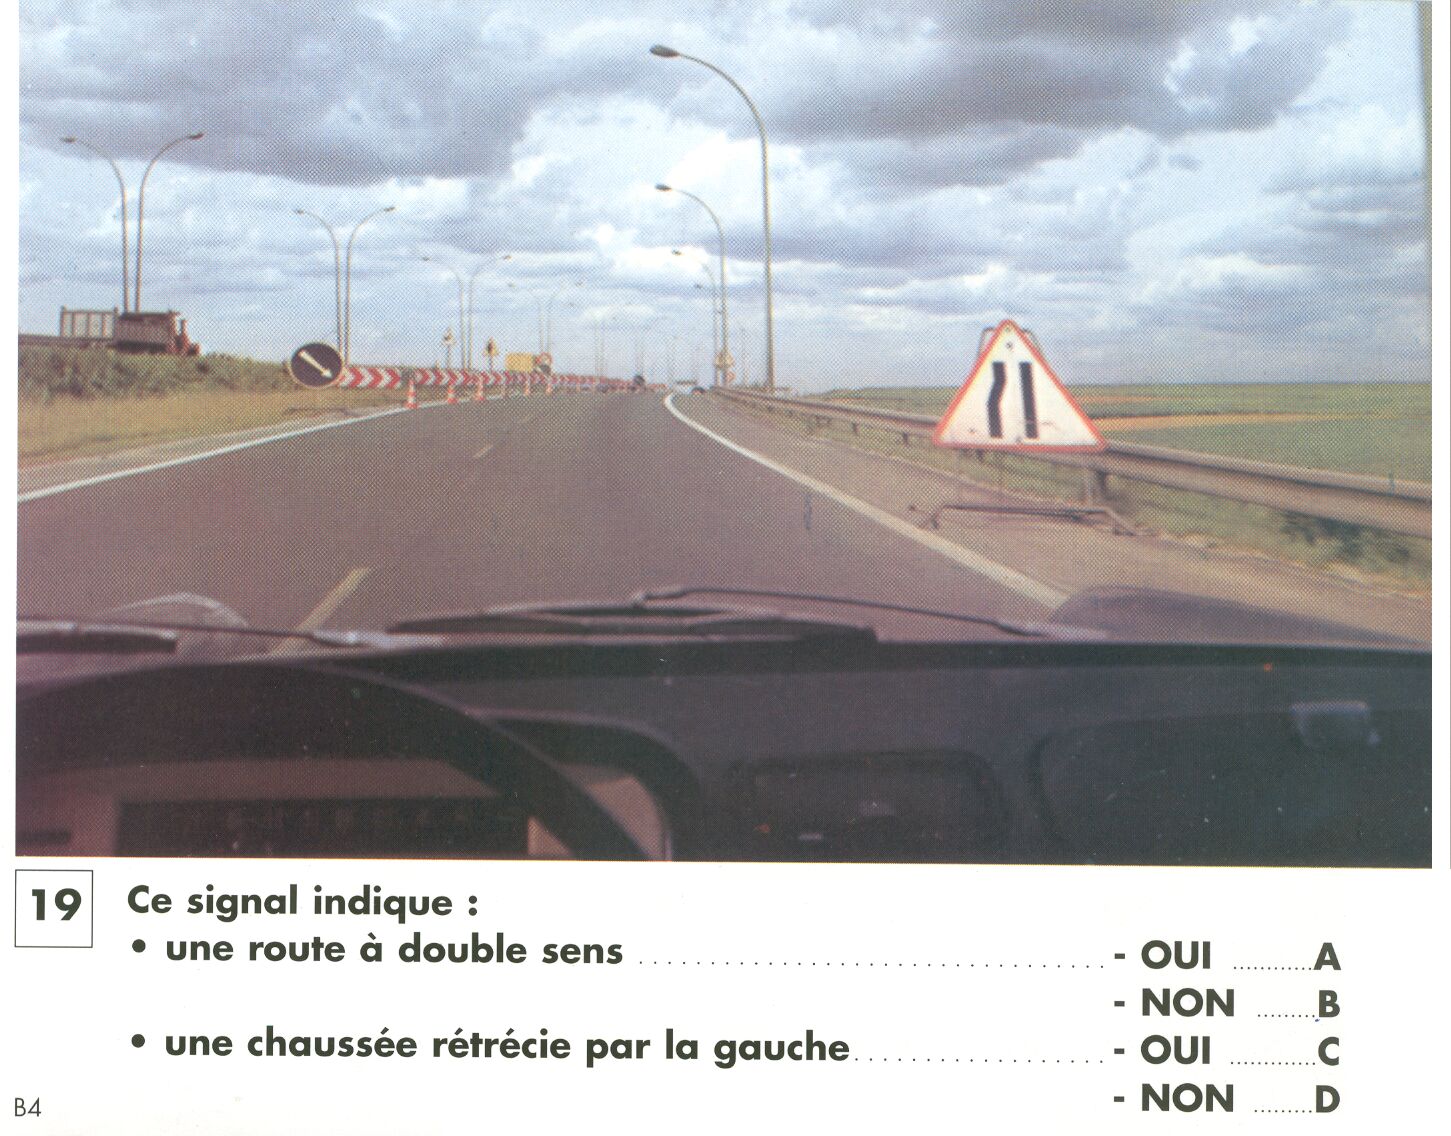 19 Ce signal indique :
• une route à double sens ................................ - OUI ............A
- NON .........B
• une chaussée rétrécie par la gauche.................. - OUI ............C
- NON .........D
B4